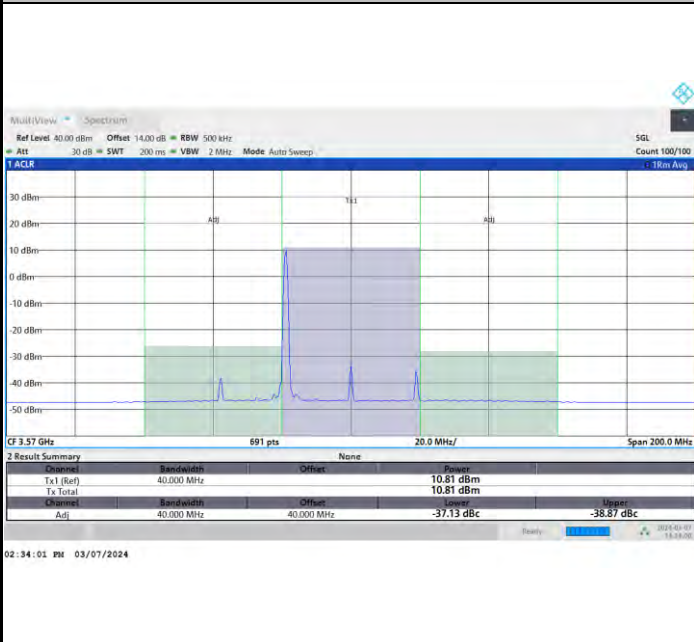 MultiView Spectrum
Ref Level 40.00 dBm Offset 14.00 dB RBW 500 kHz SGL
Att 30 dB SWT 200 ms VBW 2 MHz Mode Auto Sweep Count 100/100
1 ACLR 1Rm Avg
30 dBm
Tx1
20 dBm
Adj Adj
10 dBm
0 dBm
-10 dBm
-20 dBm
-30 dBm
-40 dBm
-50 dBm
CF 3.57 GHz 691 pts 20.0 MHz/ Span 200.0 MHz
2 Result Summary None
Channel Bandwidth Offset Power
Tx1 (Ref) 40.000 MHz 10.81 dBm
Tx Total 10.81 dBm
Channel Bandwidth Offset Lower Upper
Adj 40.000 MHz 40.000 MHz -37.13 dBc -38.87 dBc
Ready
02:34:01 PM 03/07/2024